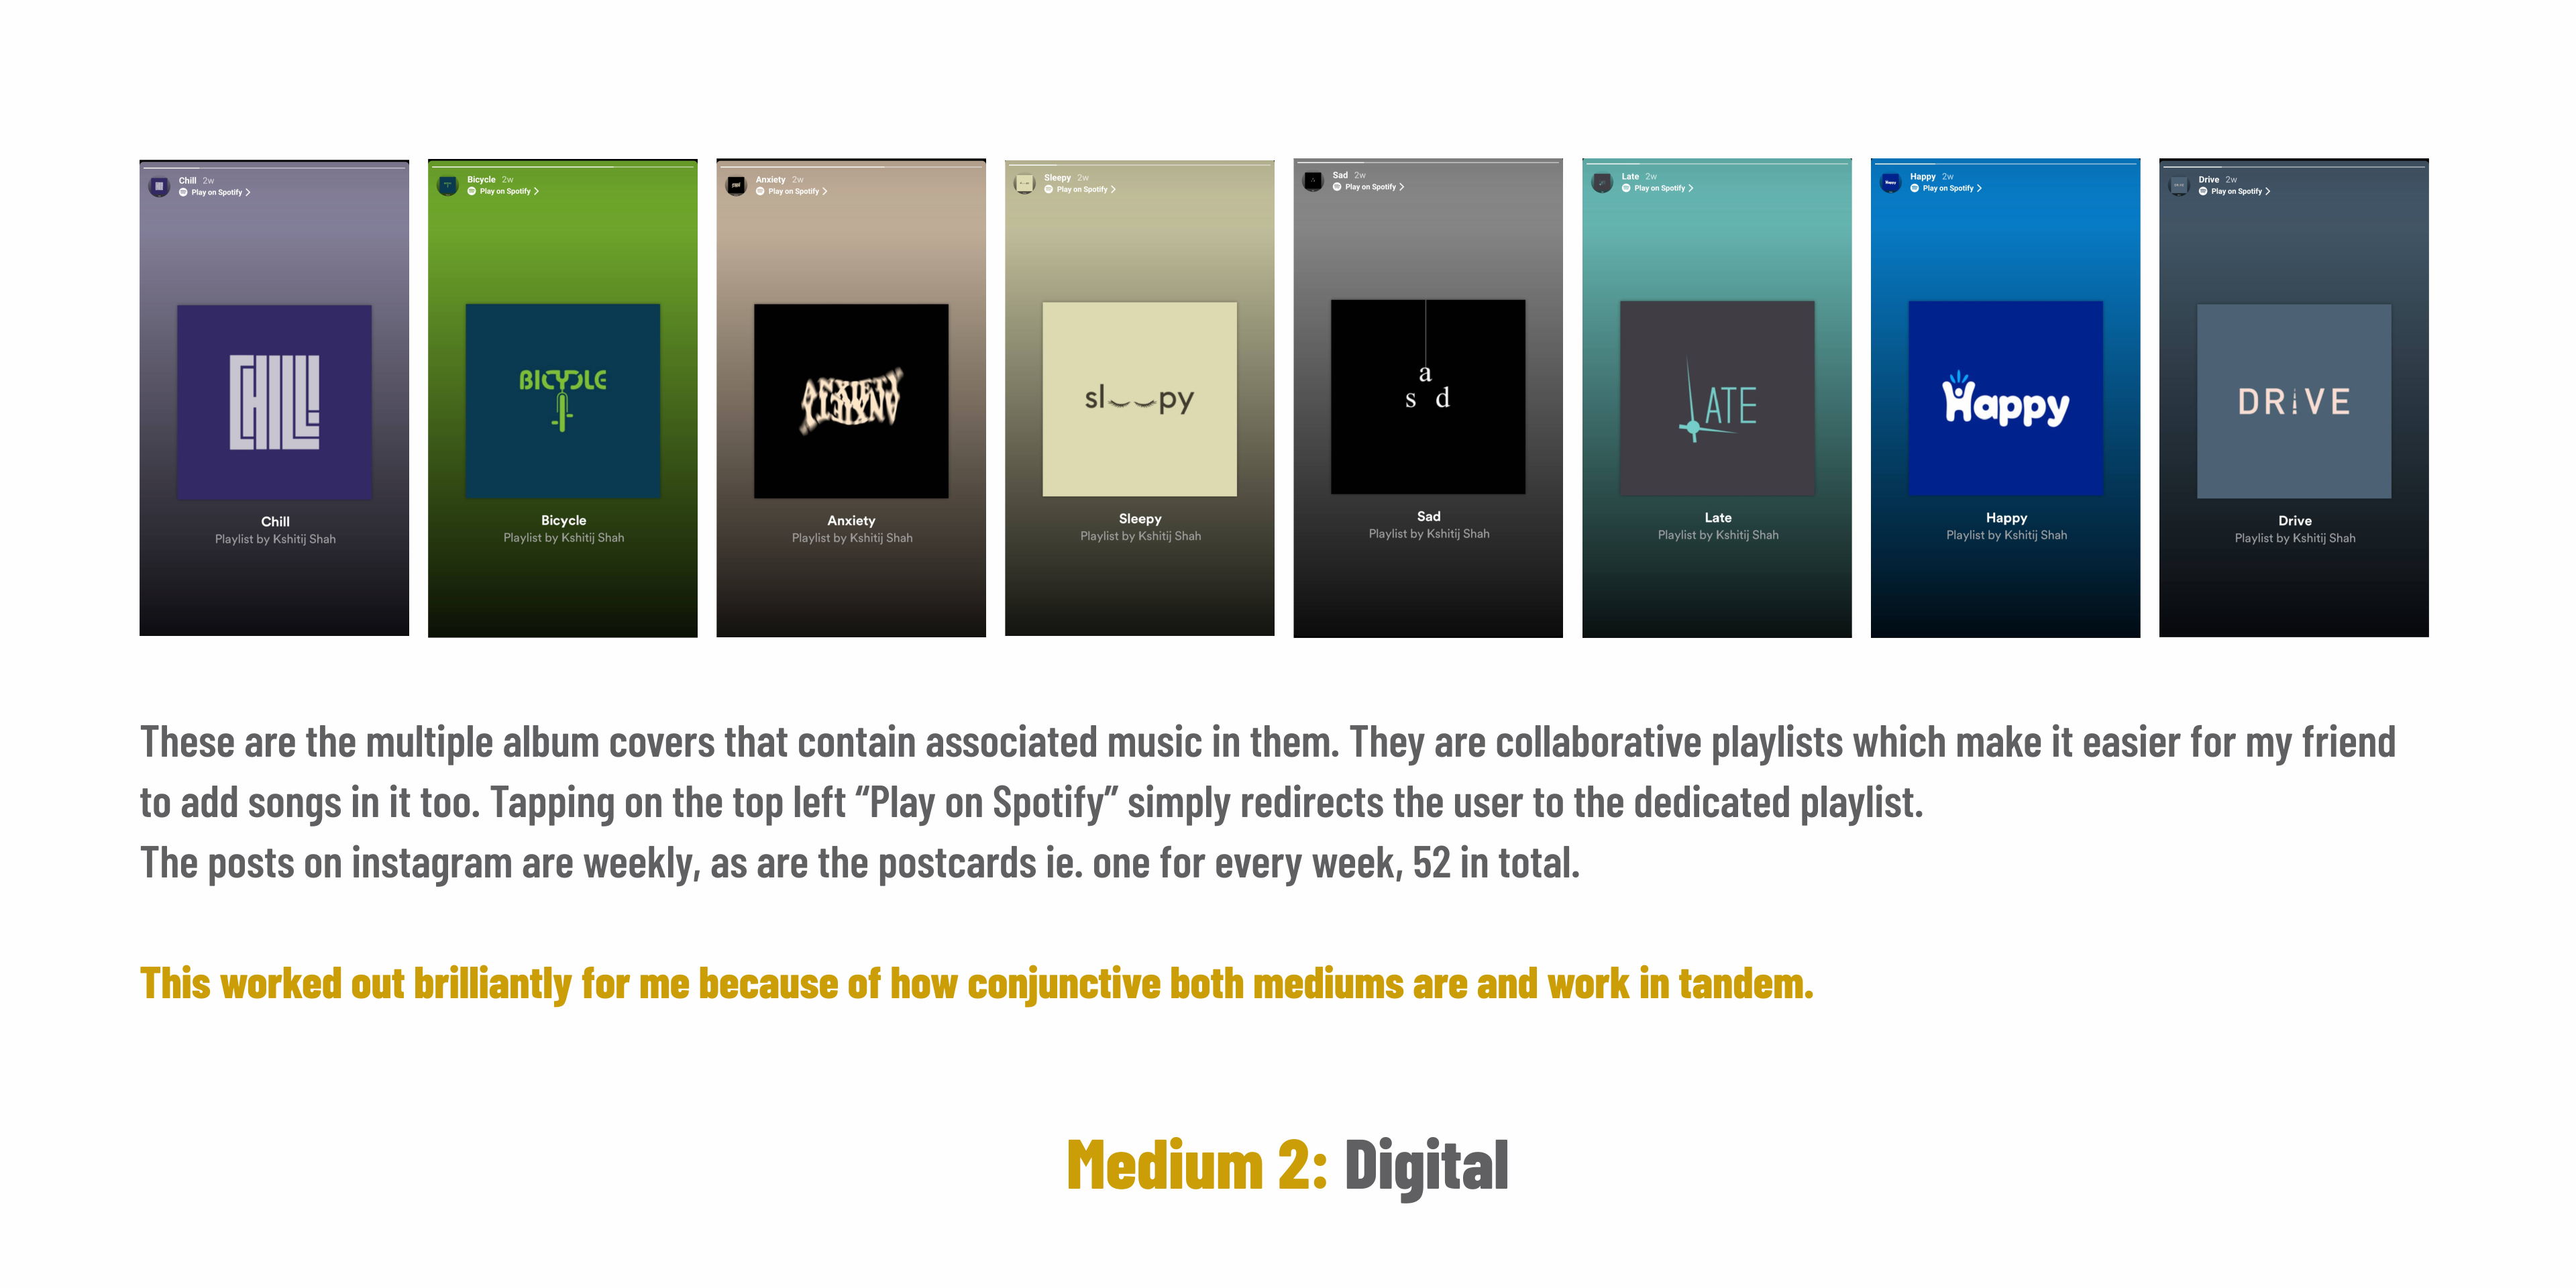 Chill 2w
Play on Spotify
CHILL
Chill
Playlist by Kshitij Shah
Bicycle 2w
Play on Spotify
BICYCLE
Bicycle
Playlist by Kshitij Shah
Anxiety 2w
Play on Spotify
ANXIETY
ANXIETY
Anxiety
Playlist by Kshitij Shah
Sleepy 2w
Play on Spotify
sl py
Sleepy
Playlist by Kshitij Shah
Sad 2w
Play on Spotify
a
s d
Sad
Playlist by Kshitij Shah
Late 2w
Play on Spotify
LATE
Late
Playlist by Kshitij Shah
Happy 2w
Play on Spotify
Happy
Happy
Playlist by Kshitij Shah
Drive 2w
Play on Spotify
DRIVE
Drive
Playlist by Kshitij Shah
These are the multiple album covers that contain associated music in them. They are collaborative playlists which make it easier for my friend
to add songs in it too. Tapping on the top left “Play on Spotify” simply redirects the user to the dedicated playlist.
The posts on instagram are weekly, as are the postcards ie. one for every week, 52 in total.
This worked out brilliantly for me because of how conjunctive both mediums are and work in tandem.
Medium 2: Digital